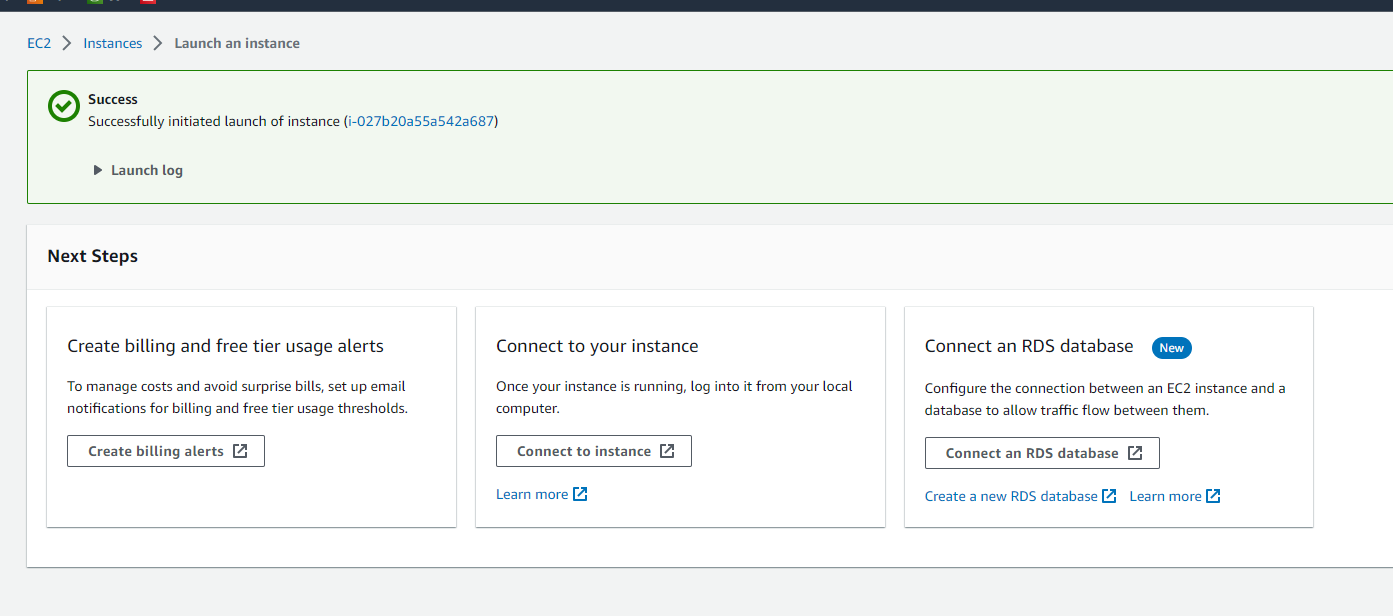 EC2 > Instances > Launch an instance
Success
Successfully initiated launch of instance (i-027b20a55a542a687)
Launch log
Next Steps
Create billing and free tier usage alerts
To manage costs and avoid surprise bills, set up email
notifications for billing and free tier usage thresholds.
Create billing alerts
Connect to your instance
Once your instance is running, log into it from your local
computer.
Connect to instance
Learn more
Connect an RDS database New
Configure the connection between an EC2 instance and a
database to allow traffic flow between them.
Connect an RDS database
Create a new RDS database Learn more